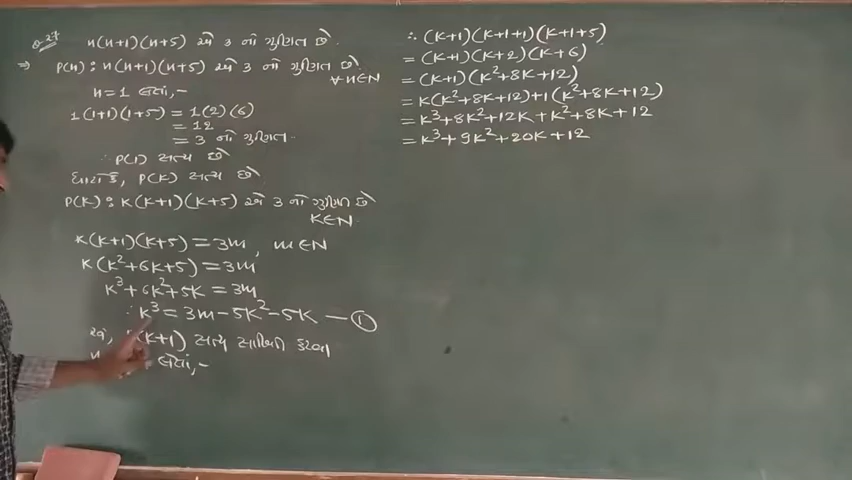 Q.27 n(n+1)(n+5) એ 3 નો ગુણિત છે.
⇒ P(n): n(n+1)(n+5) એ 3 નો ગુણિત છે. ∀ n∈N
n=1 લેતાં,-
1(1+1)(1+5) = 1(2)(6)
= 12
= 3 નો ગુણિત.
∴ P(1) સત્ય છે
ધારો કે, P(K) સત્ય છે
P(K): K(K+1)(K+5) એ 3 નો ગુણિત છે
K∈N
K(K+1)(K+5) = 3m, m∈N
K(K²+6K+5) = 3m
K³+6K²+5K = 3m
∴ K³ = 3m-5K²-5K — ①
(K+1) સત્ય સાબિત કરવા
n લેતાં,-
∴ (K+1)(K+1+1)(K+1+5)
= (K+1)(K+2)(K+6)
= (K+1)(K²+8K+12)
= K(K²+8K+12)+1(K²+8K+12)
= K³+8K²+12K+K²+8K+12
= K³+9K²+20K+12